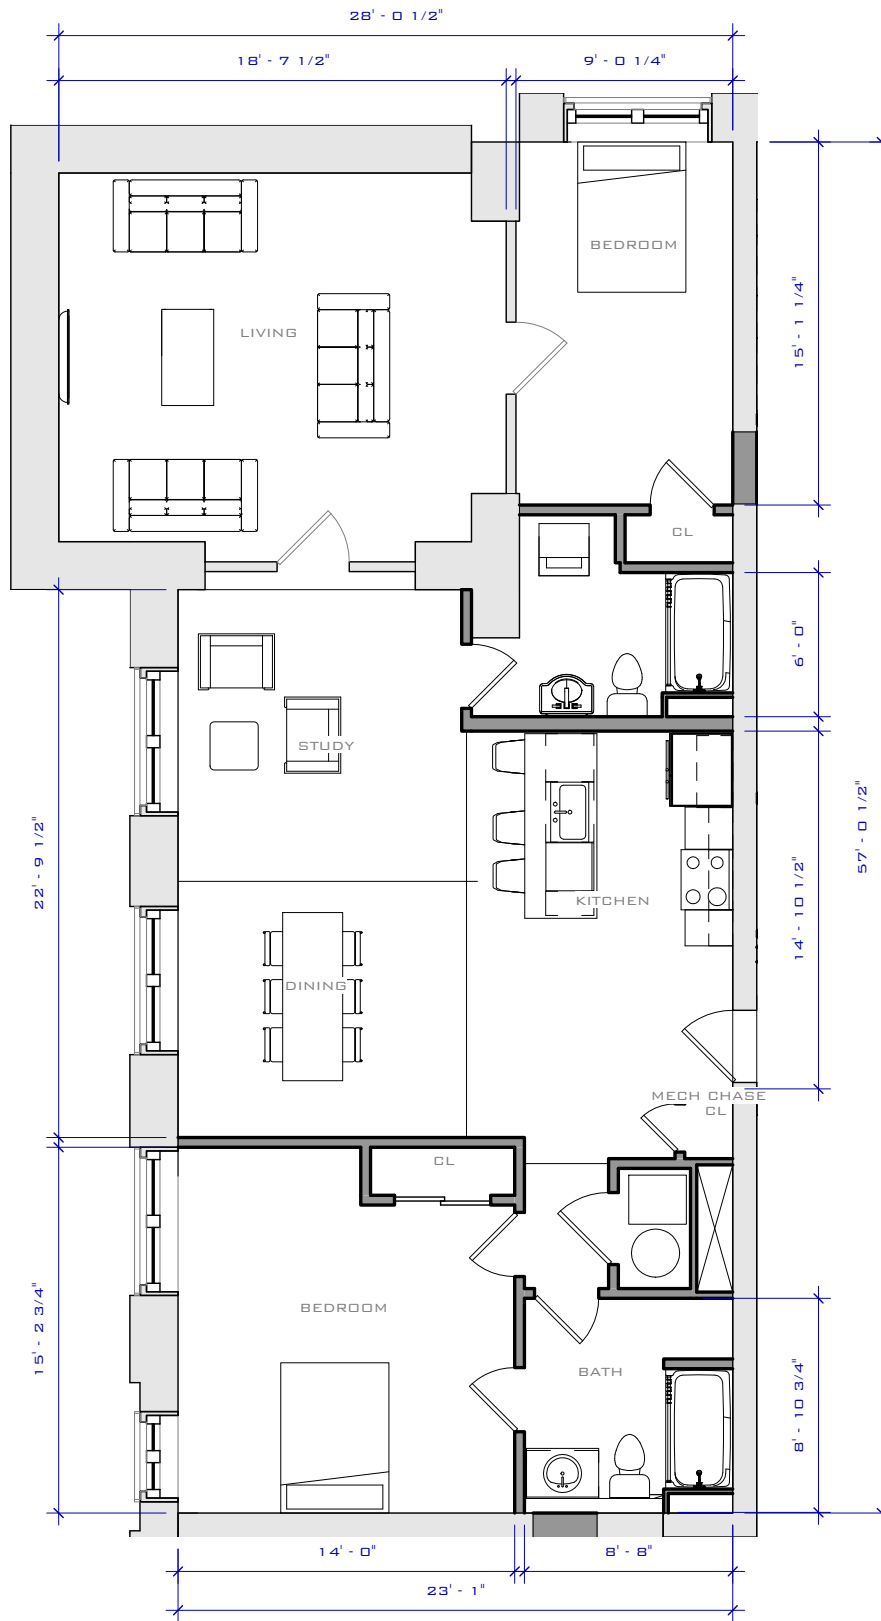 28' - 0 1/2"
18' - 7 1/2"
9' - 0 1/4"
BEDROOM
LIVING
15' - 1 1/4"
CL
6' - 0"
STUDY
22' - 9 1/2"
57' - 0 1/2"
KITCHEN
14' - 10 1/2"
DINING
MECH CHASE
CL
CL
BEDROOM
15' - 2 3/4"
BATH
8' - 10 3/4"
14' - 0"
8' - 8"
23' - 1"